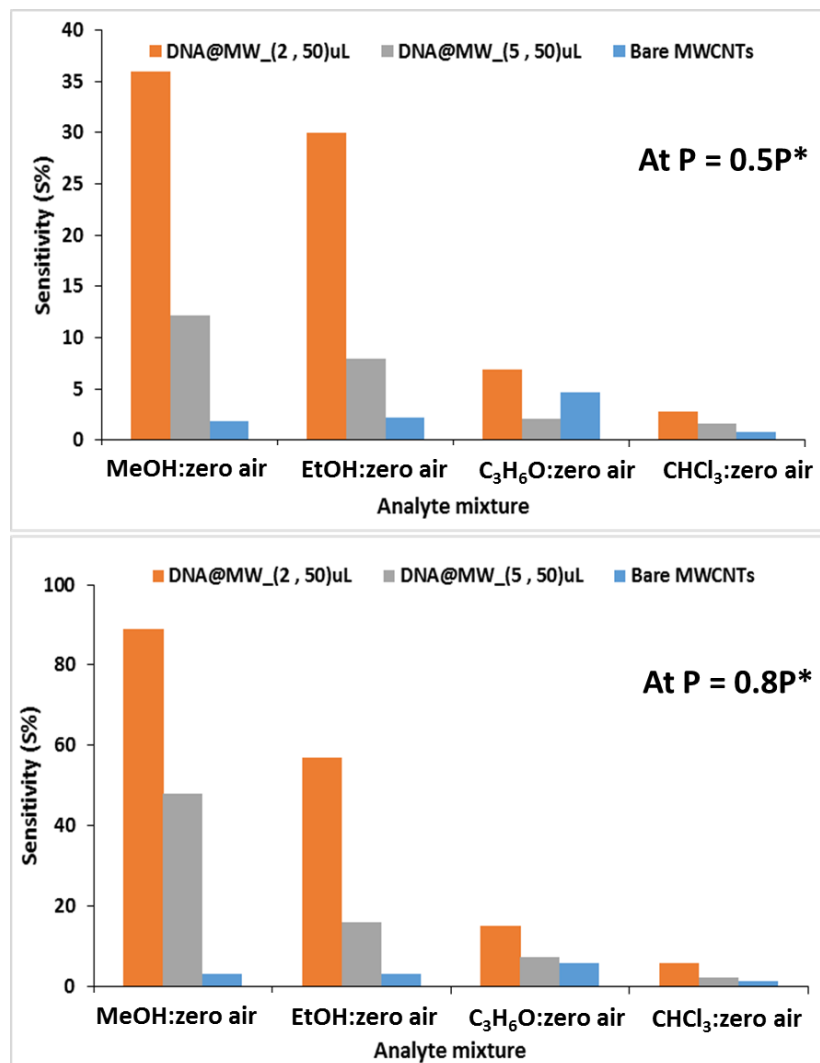 40
DNA@MW_(2 , 50)uL DNA@MW_(5 , 50)uL Bare MWCNTs
35
30
At P = 0.5P*
25
20
15
10
5
0
Sensitivity (S%)
MeOH:zero air EtOH:zero air C₃H₆O:zero air CHCl₃:zero air
Analyte mixture
DNA@MW_(2 , 50)uL DNA@MW_(5 , 50)uL Bare MWCNTs
100
80
At P = 0.8P*
60
40
20
0
Sensitivity (S%)
MeOH:zero air EtOH:zero air C₃H₆O:zero air CHCl₃:zero air
Analyte mixture